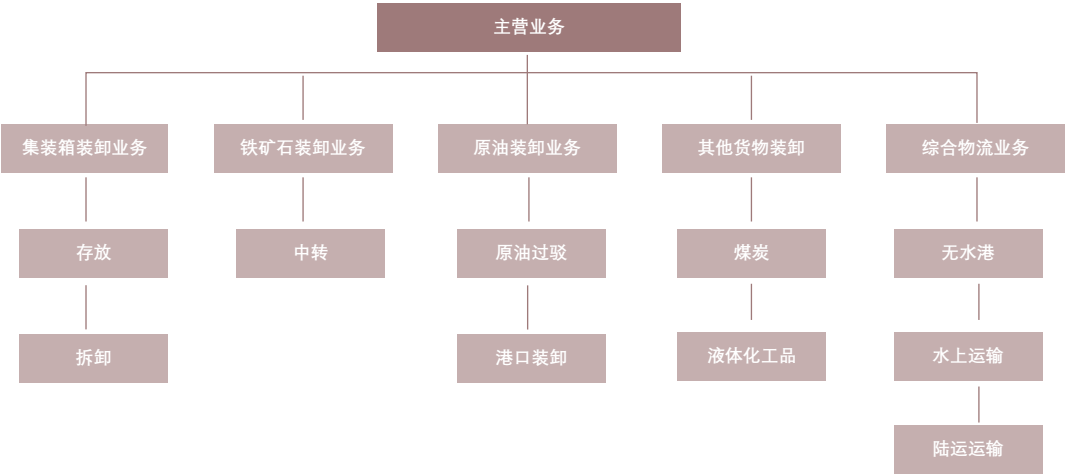 主营业务
集装箱装卸业务
铁矿石装卸业务
原油装卸业务
其他货物装卸
综合物流业务
存放
中转
原油过驳
煤炭
无水港
拆卸
港口装卸
液体化工品
水上运输
陆运运输